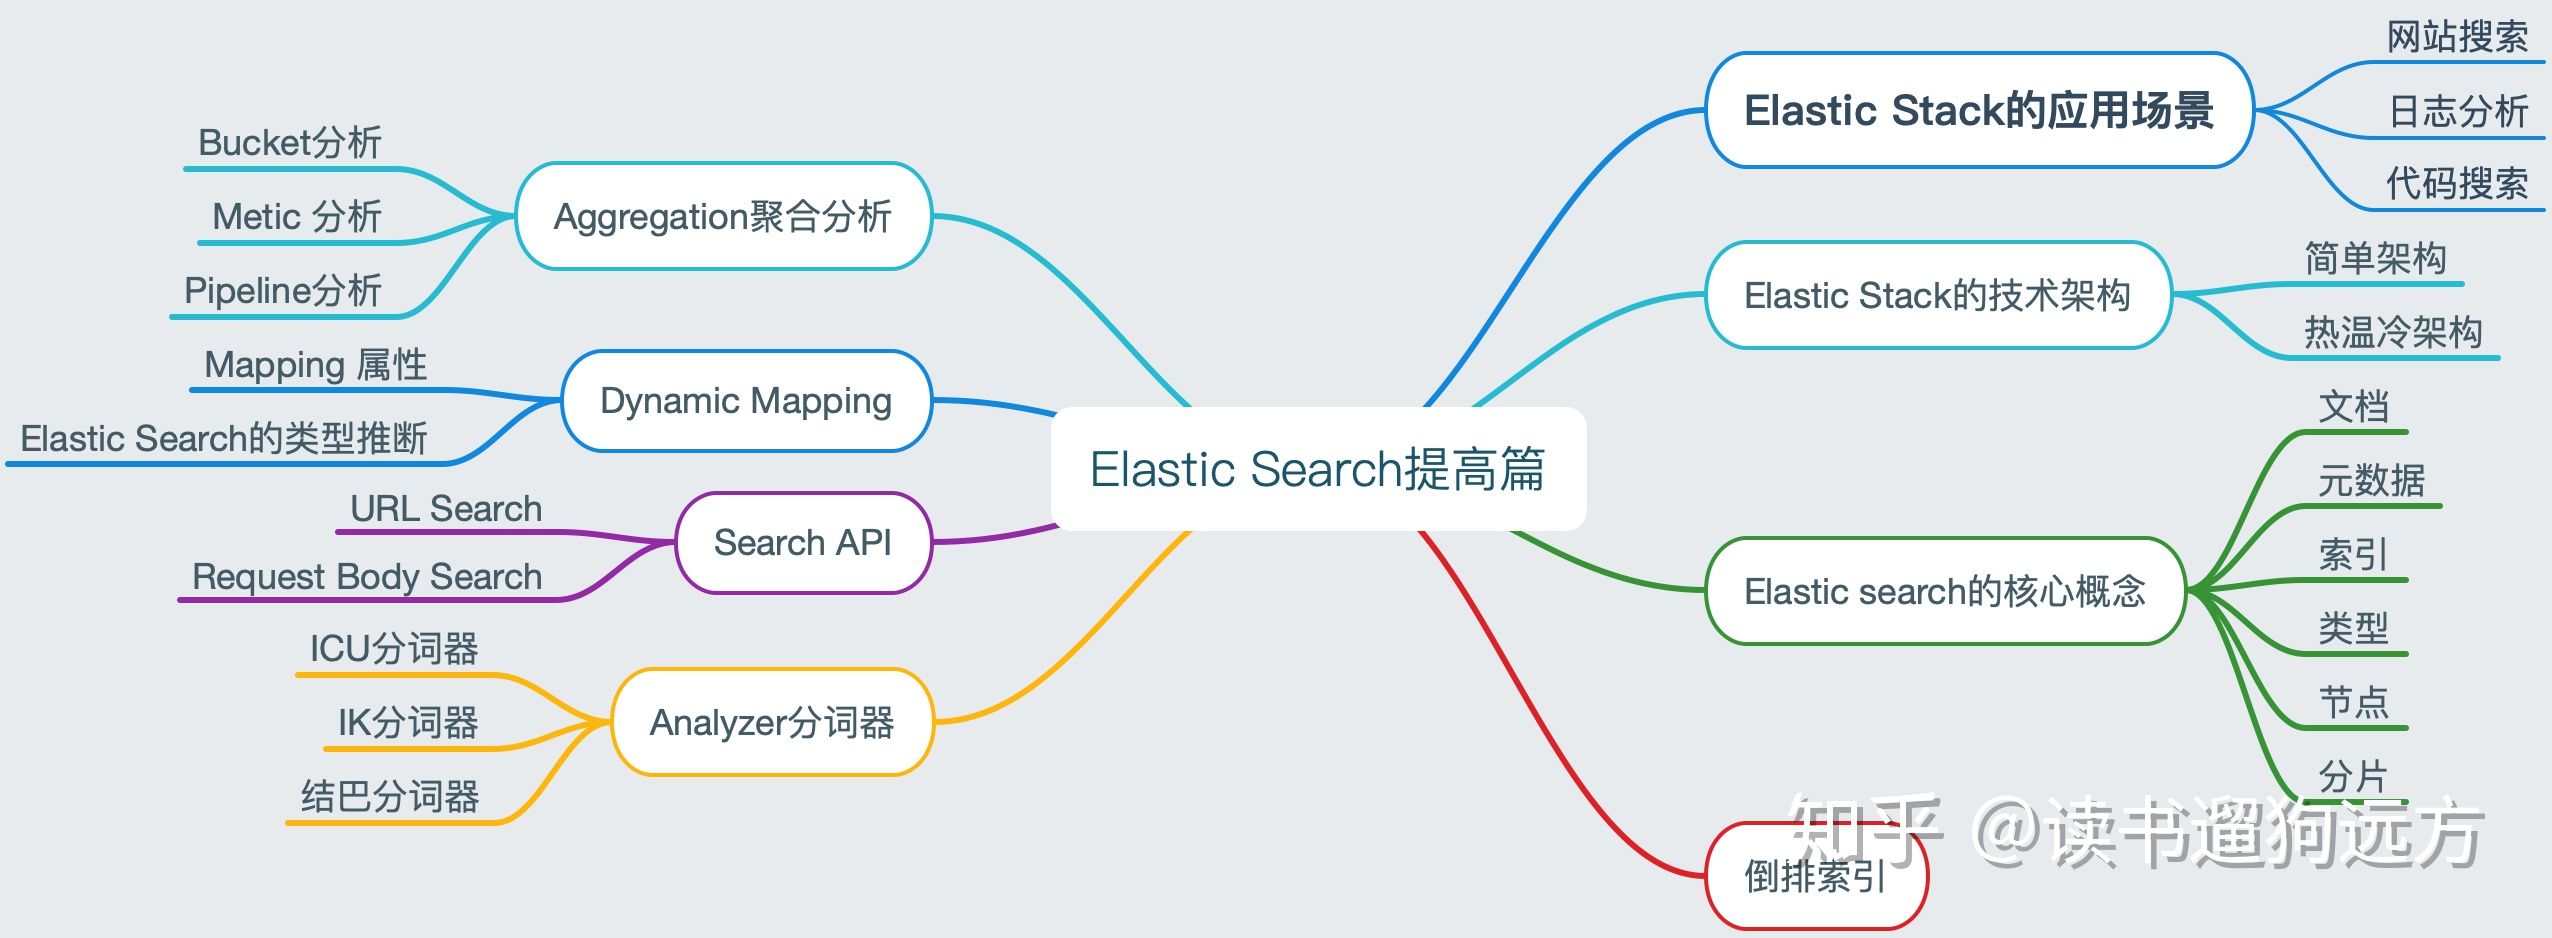 Elastic Search提高篇
Elastic Stack的应用场景
网站搜索
日志分析
代码搜索
Elastic Stack的技术架构
简单架构
热温冷架构
Elastic search的核心概念
文档
元数据
索引
类型
节点
分片
倒排索引
Aggregation聚合分析
Bucket分析
Metic 分析
Pipeline分析
Dynamic Mapping
Mapping 属性
Elastic Search的类型推断
Search API
URL Search
Request Body Search
Analyzer分词器
ICU分词器
IK分词器
结巴分词器
知乎 @读书遛狗远方